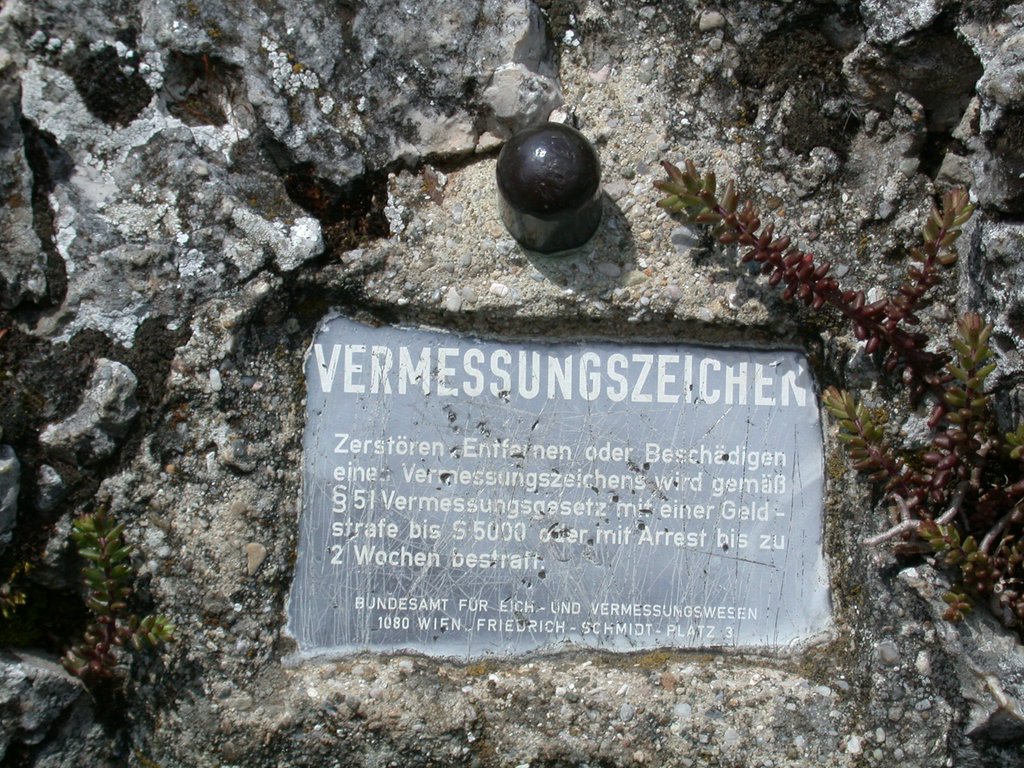 VERMESSUNGSZEICHEN
Zerstören, Entfernen oder Beschädigen
eines Vermessungszeichens wird gemäß
§ 51 Vermessungsgesetz mit einer Geld-
strafe bis S 5000 oder mit Arrest bis zu
2 Wochen bestraft.
BUNDESAMT FÜR EICH- UND VERMESSUNGSWESEN
1080 WIEN, FRIEDRICH-SCHMIDT-PLATZ 3